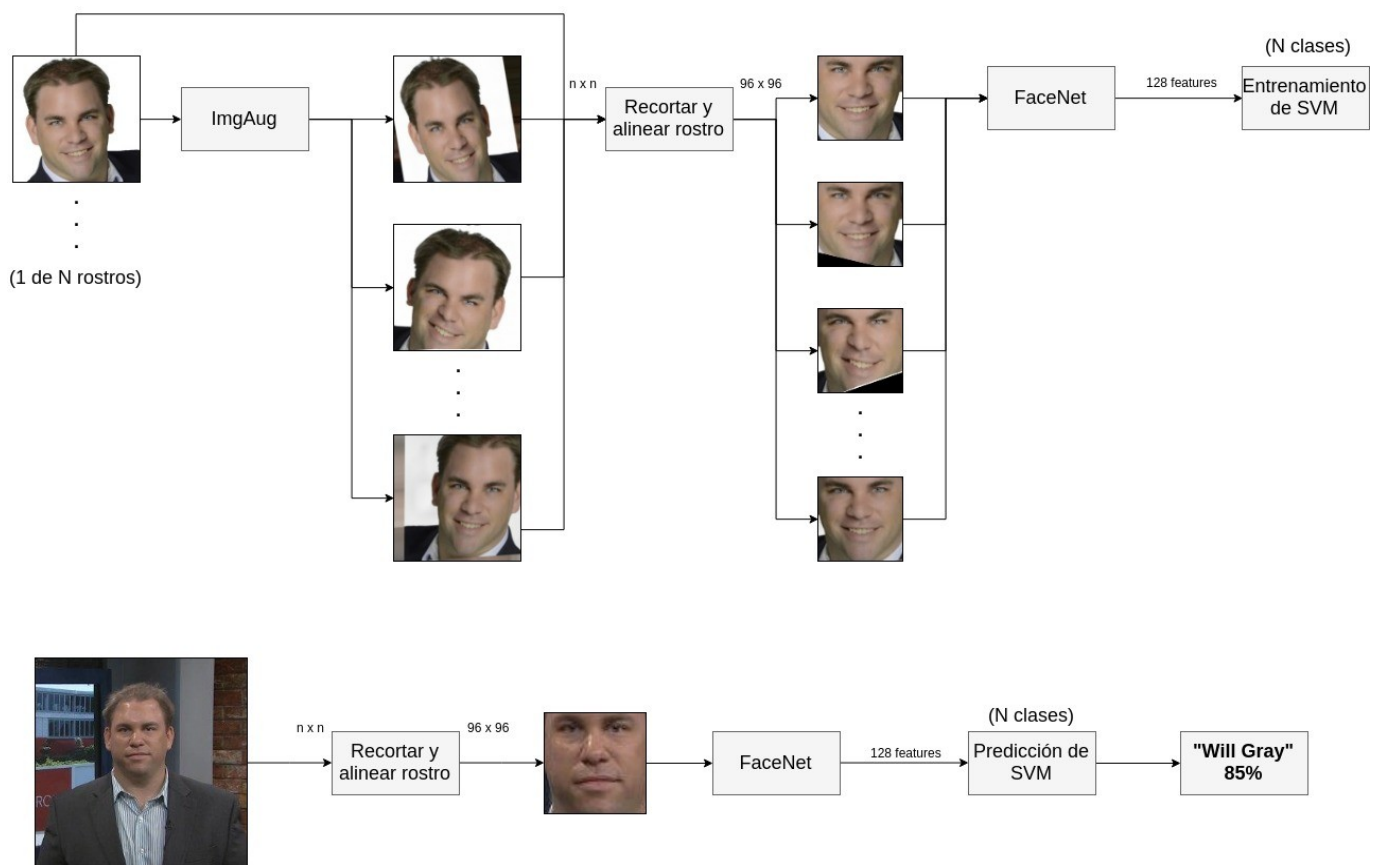 ImgAug
n x n
Recortar y
alinear rostro
96 x 96
FaceNet
128 features
(N clases)
Entrenamiento
de SVM
(1 de N rostros)
n x n
Recortar y
alinear rostro
96 x 96
FaceNet
128 features
(N clases)
Predicción de
SVM
"Will Gray"
85%